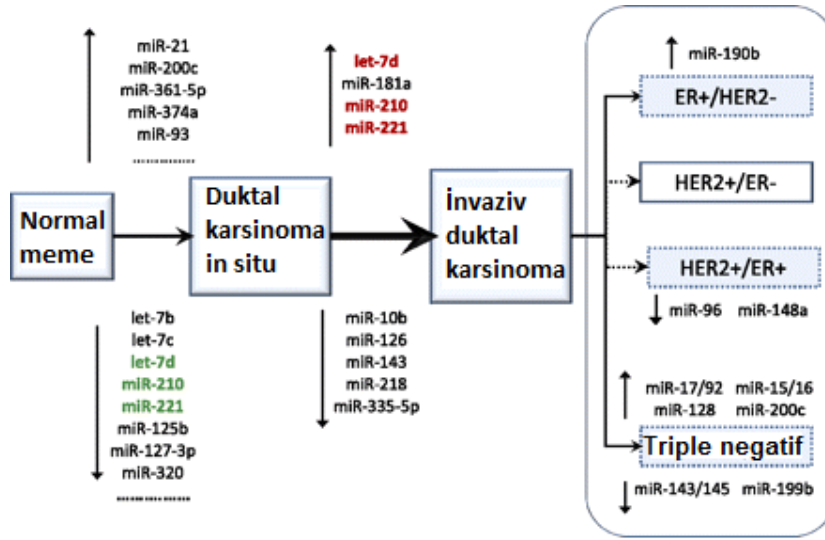 miR-21
miR-200c
miR-361-5p
miR-374a
miR-93
................
let-7d
miR-181a
miR-210
miR-221
Normal
meme
Duktal
karsinoma
in situ
İnvaziv
duktal
karsinoma
let-7b
let-7c
let-7d
miR-210
miR-221
miR-125b
miR-127-3p
miR-320
................
miR-10b
miR-126
miR-143
miR-218
miR-335-5p
miR-190b
ER+/HER2-
HER2+/ER-
HER2+/ER+
miR-96 miR-148a
miR-17/92 miR-15/16
miR-128 miR-200c
Triple negatif
miR-143/145 miR-199b